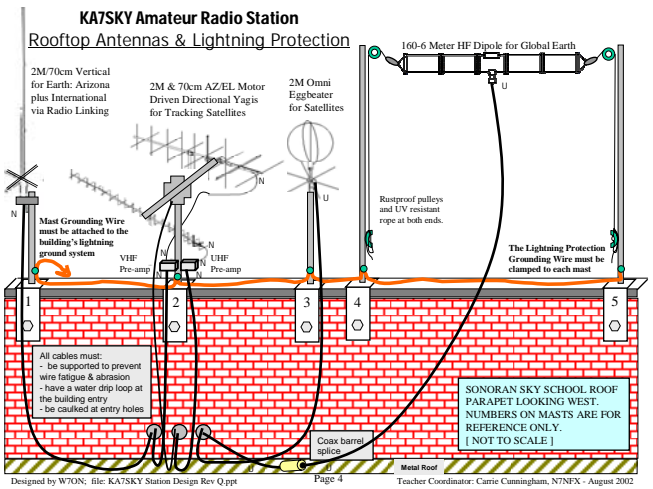 KA7SKY Amateur Radio Station
Rooftop Antennas & Lightning Protection
160-6 Meter HF Dipole for Global Earth
2M/70cm Vertical
for Earth: Arizona
plus International
via Radio Linking
2M & 70cm AZ/EL Motor
Driven Directional Yagis
for Tracking Satellites
2M Omni
Eggbeater
for Satellites
U
N
U
N
Rustproof pulleys
and UV resistant
rope at both ends.
Mast Grounding Wire
must be attached to the
building's lightning
ground system
VHF
Pre-amp
N
N
N
N
N
UHF
Pre-amp
The Lightning Protection
Grounding Wire must be
clamped to each mast
1
2
3
4
5
All cables must:
- be supported to prevent
wire fatigue & abrasion
- have a water drip loop at
the building entry
- be caulked at entry holes
SONORAN SKY SCHOOL ROOF
PARAPET LOOKING WEST.
NUMBERS ON MASTS ARE FOR
REFERENCE ONLY.
[ NOT TO SCALE ]
Coax barrel
splice
U
U
Metal Roof
Designed by W7ON; file: KA7SKY Station Design Rev Q.ppt
Page 4
Teacher Coordinator: Carrie Cunningham, N7NFX - August 2002